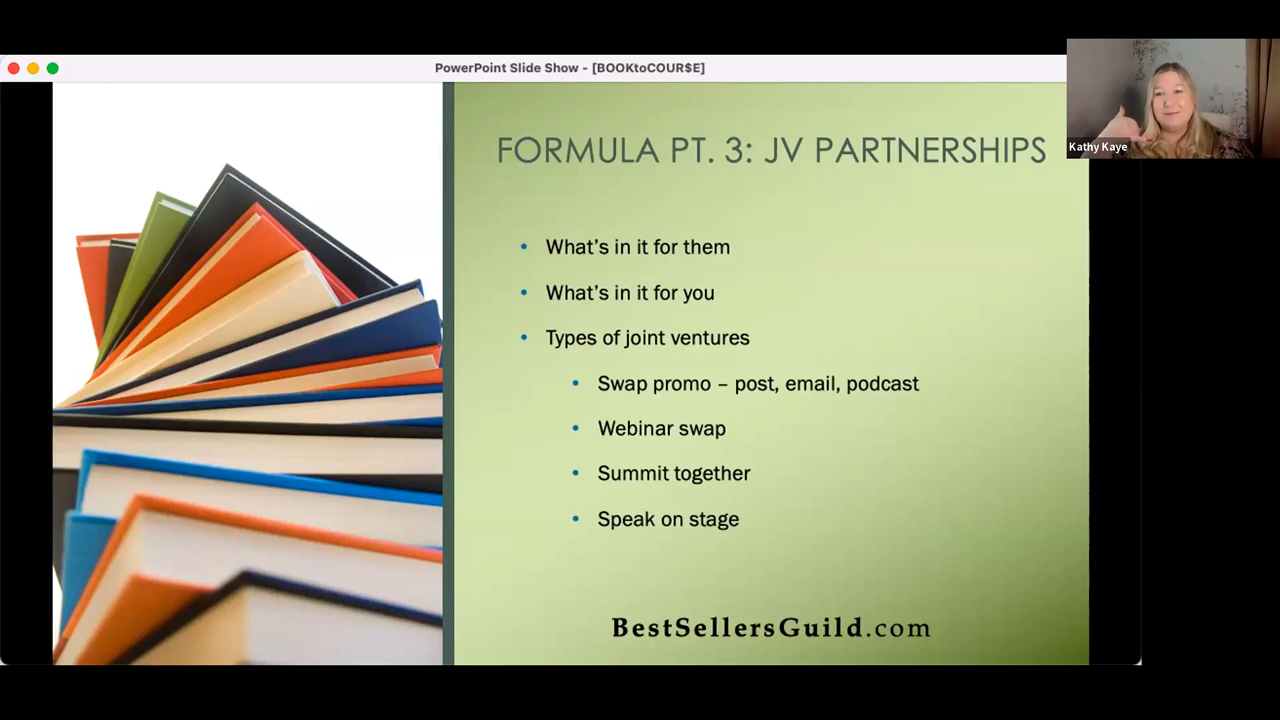 PowerPoint Slide Show - [BOOKtoCOUR$E]
Kathy Kaye
FORMULA PT. 3: JV PARTNERSHIPS
• What’s in it for them
• What’s in it for you
• Types of joint ventures
• Swap promo – post, email, podcast
• Webinar swap
• Summit together
• Speak on stage
BestSellersGuild.com